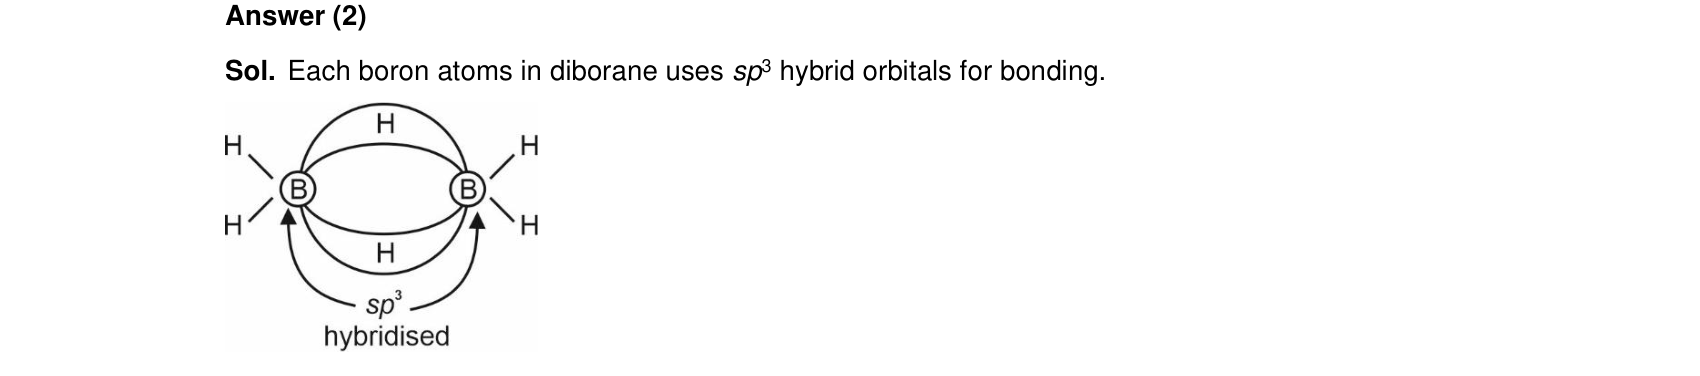 Answer (2)
Sol. Each boron atoms in diborane uses sp³ hybrid orbitals for bonding.
H
H H
B B
H H
H
sp³
hybridised